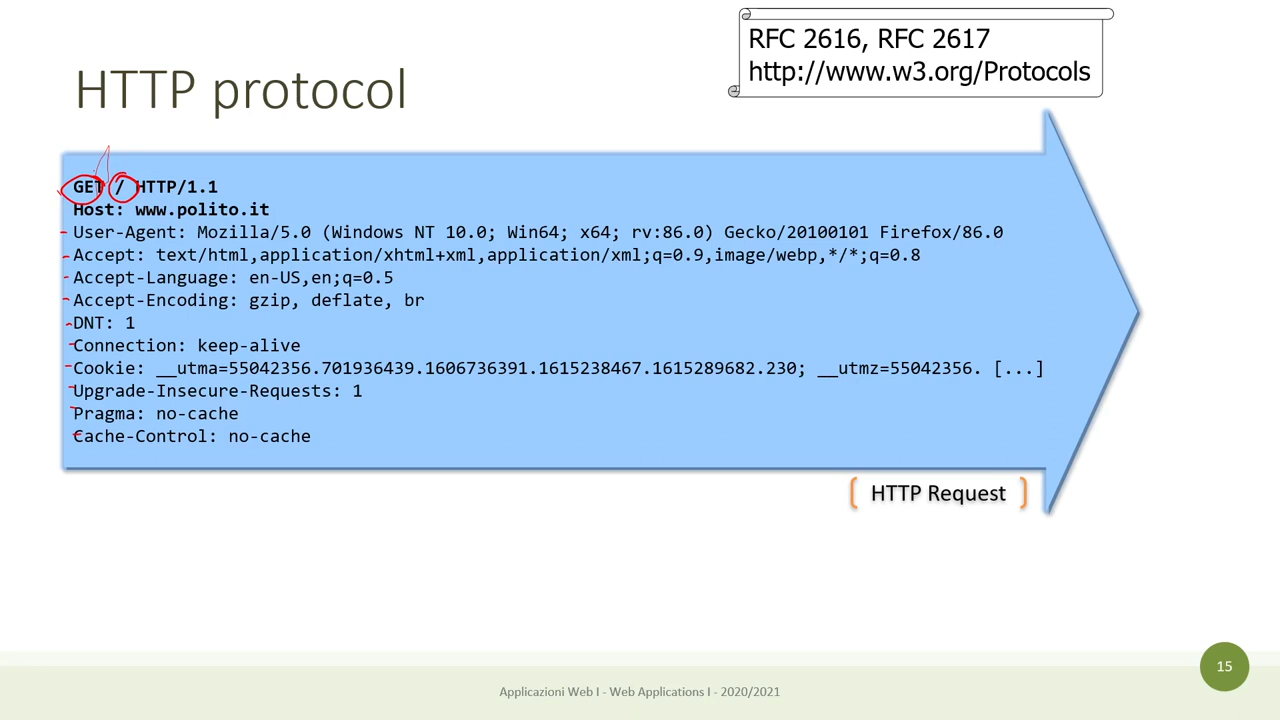 RFC 2616, RFC 2617
http://www.w3.org/Protocols
HTTP protocol
GET / HTTP/1.1
Host: www.polito.it
User-Agent: Mozilla/5.0 (Windows NT 10.0; Win64; x64; rv:86.0) Gecko/20100101 Firefox/86.0
Accept: text/html,application/xhtml+xml,application/xml;q=0.9,image/webp,*/*;q=0.8
Accept-Language: en-US,en;q=0.5
Accept-Encoding: gzip, deflate, br
DNT: 1
Connection: keep-alive
Cookie: __utma=55042356.701936439.1606736391.1615238467.1615289682.230; __utmz=55042356. [...]
Upgrade-Insecure-Requests: 1
Pragma: no-cache
Cache-Control: no-cache
HTTP Request
15
Applicazioni Web I - Web Applications I - 2020/2021